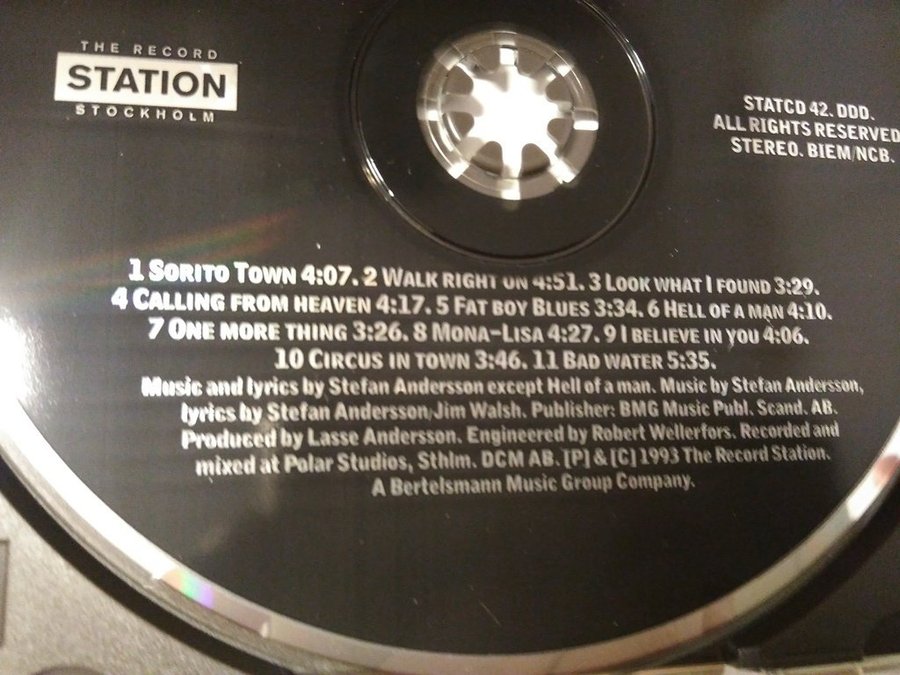 THE RECORD
STATION
STOCKHOLM
STATCD 42. DDD.
ALL RIGHTS RESERVED
STEREO. BIEM/NCB.
1 SORITO TOWN 4:07. 2 WALK RIGHT ON 4:51. 3 LOOK WHAT I FOUND 3:29.
4 CALLING FROM HEAVEN 4:17. 5 FAT BOY BLUES 3:34. 6 HELL OF A MAN 4:10.
7 ONE MORE THING 3:26. 8 MONA-LISA 4:27. 9 I BELIEVE IN YOU 4:06.
10 CIRCUS IN TOWN 3:46. 11 BAD WATER 5:35.
Music and lyrics by Stefan Andersson except Hell of a man. Music by Stefan Andersson,
lyrics by Stefan Andersson/Jim Walsh. Publisher: BMG Music Publ. Scand. AB.
Produced by Lasse Andersson. Engineered by Robert Wellerfors. Recorded and
mixed at Polar Studios, Sthlm. DCM AB. [P] & [C] 1993 The Record Station.
A Bertelsmann Music Group Company.